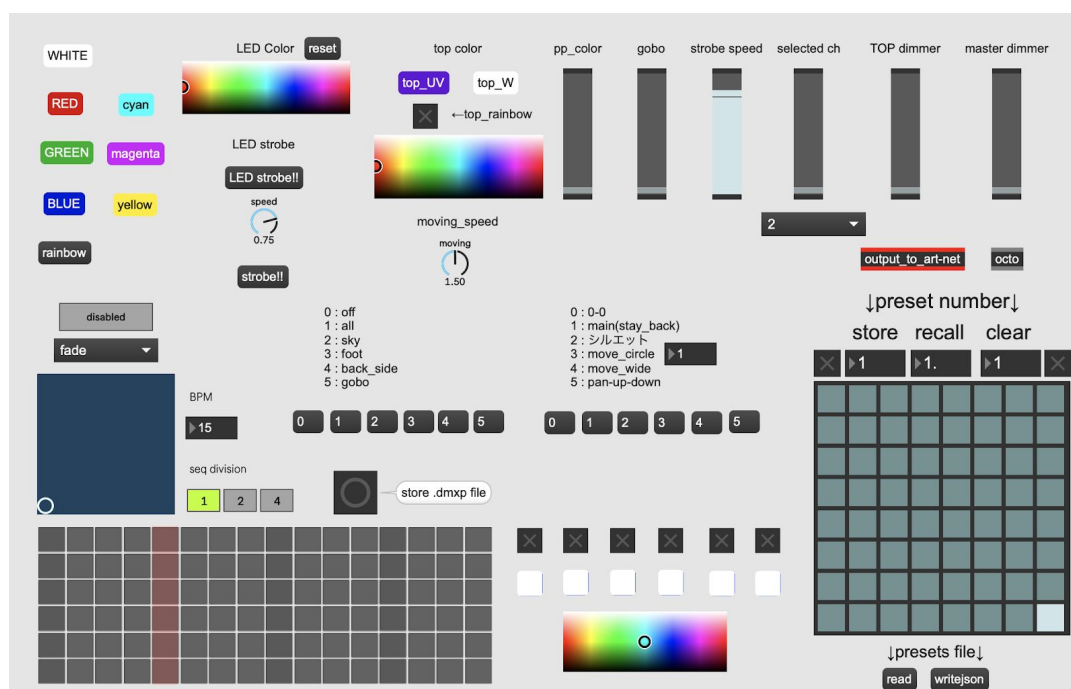 WHITE
RED
cyan
GREEN
magenta
BLUE
yellow
rainbow
LED Color
reset
LED strobe
LED strobe!!
speed
0.75
strobe!!
top color
top_UV
top_W
←top_rainbow
moving_speed
moving
1.50
pp_color
gobo
strobe speed
selected ch
TOP dimmer
master dimmer
2
output_to_art-net
octo
disabled
fade
BPM
15
seq division
1 2 4
0 : off
1 : all
2 : sky
3 : foot
4 : back_side
5 : gobo
0 1 2 3 4 5
store .dmxp file
0 : 0-0
1 : main(stay_back)
2 : シルエット
3 : move_circle
4 : move_wide
5 : pan-up-down
1
0 1 2 3 4 5
↓preset number↓
store recall clear
1 1. 1
↓presets file↓
read writejson